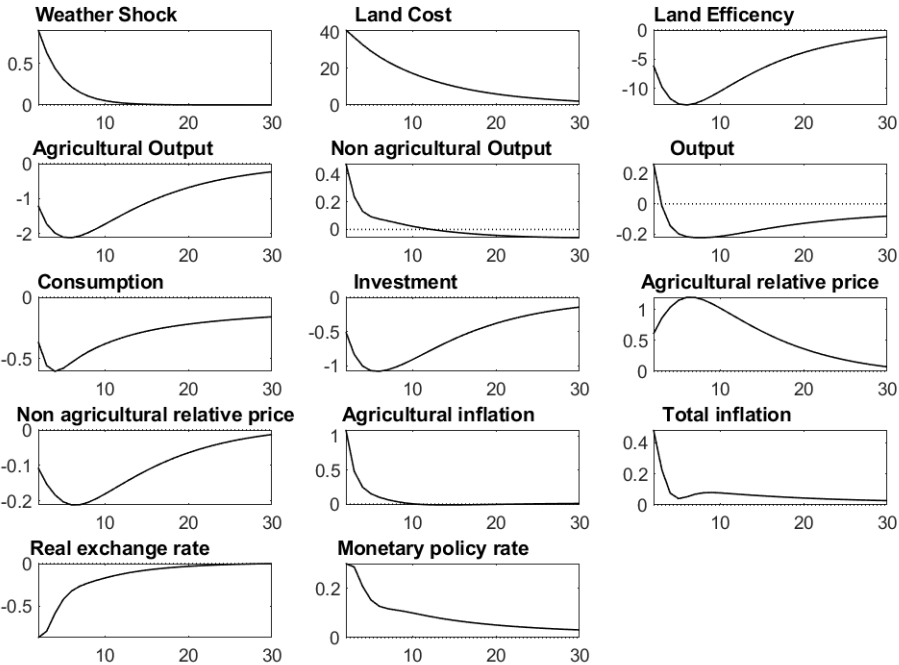 Weather Shock
0.5
0
10 20 30
Land Cost
40
20
0
10 20 30
Land Efficency
0
-5
-10
10 20 30
Agricultural Output
0
-1
-2
10 20 30
Non agricultural Output
0.4
0.2
0
10 20 30
Output
0.2
0
-0.2
10 20 30
Consumption
0
-0.5
10 20 30
Investment
0
-0.5
-1
10 20 30
Agricultural relative price
1
0.5
0
10 20 30
Non agricultural relative price
0
-0.1
-0.2
10 20 30
Agricultural inflation
1
0.5
0
10 20 30
Total inflation
0.4
0.2
0
10 20 30
Real exchange rate
0
-0.5
10 20 30
Monetary policy rate
0.2
0
10 20 30